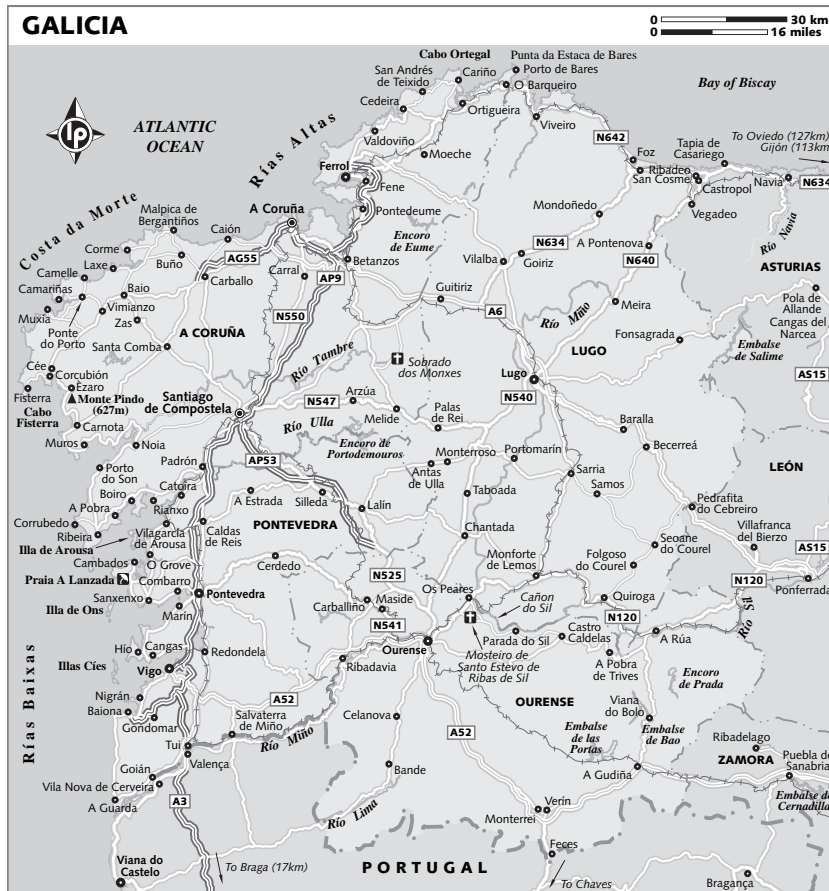 GALICIA
0 30 km
0 16 miles
Cabo Ortegal
Punta da Estaca de Bares
Porto de Bares
San Andrés
de Teixido
Cariño
O Barqueiro
Bay of Biscay
Cedeira
Ortigueira
Viveiro
lp
ATLANTIC
OCEAN
Rías Altas
Valdoviño
Moeche
N642
Foz
Tapia de
Casariego
To Oviedo (127km)
Gijón (113km)
Ferrol
Fene
Ribadeo
San Cosme
Castropol
Navia
N634
Costa da Morte
Malpica de
Bergantiños
A Coruña
Pontedeume
Mondoñedo
Vegadeo
Caión
Encoro
de Eume
Río Navia
Corme
Laxe
Buño
AG55
Betanzos
N634
A Pontenova
Camelle
Carral
AP9
Vilalba
Goiriz
N640
ASTURIAS
Camariñas
Baio
Carballo
Guitiriz
Muxía
Vimianzo
N550
A6
Río Miño
Meira
Pola de
Allande
Cangas del
Narcea
Zas
Ponte
do Porto
A CORUÑA
Fonsagrada
Santa Comba
Río Tambre
Sobrado
dos Monxes
LUGO
Embalse
de Salime
Cée
Corcubión
Lugo
AS15
Ézaro
Fisterra
Monte Pindo
(627m)
Santiago
de Compostela
N547
Arzúa
N540
Cabo
Fisterra
Carnota
Río Ulla
Melide
Palas
de Rei
Baralla
Muros
Noia
Encoro de
Portodemouros
Becerreá
Padrón
AP53
Monterroso
Portomarín
Porto
do Son
Catoira
Antas
de Ulla
Sarria
LEÓN
Boiro
Rianxo
A Estrada
Silleda
Taboada
Samos
A Pobra
Lalín
Pedrafita
do Cebreiro
Corrubedo
Ribeira
Vilagarcía
de Arousa
Caldas
de Reis
PONTEVEDRA
Chantada
Seoane
do Courel
Villafranca
del Bierzo
Illa de Arousa
AS15
Cambados
O Grove
Cerdedo
Monforte
de Lemos
Folgoso
do Courel
Praia A Lanzada
Combarro
N525
N120
Ponferrada
Sanxenxo
Pontevedra
Os Peares
Cañon
do Sil
Quiroga
Illa de Ons
Marín
Carballiño
Maside
Río Sil
N541
N120
Hío
Cangas
Redondela
Ourense
Parada do Sil
Castro
Caldelas
A Rúa
Illas Cíes
Vigo
Ribadavia
Mosteiro de
Santo Estevo de
Ribas de Sil
A Pobra
de Trives
Encoro
de Prada
Rías Baixas
Nigrán
A52
OURENSE
Viana
do Bolo
Baiona
Salvaterra
de Miño
Celanova
Gondomar
A52
Embalse
de las
Portas
Embalse
de Bao
Ribadelago
Río Miño
Tui
ZAMORA
Puebla de
Sanabria
Valença
Goián
Bande
A Gudiña
Vila Nova de Cerveira
Embalse de
Cernadilla
A Guarda
A3
Río Lima
Verín
Monterrei
Feces
Viana do
Castelo
To Braga (17km)
PORTUGAL
To Chaves
Bragança